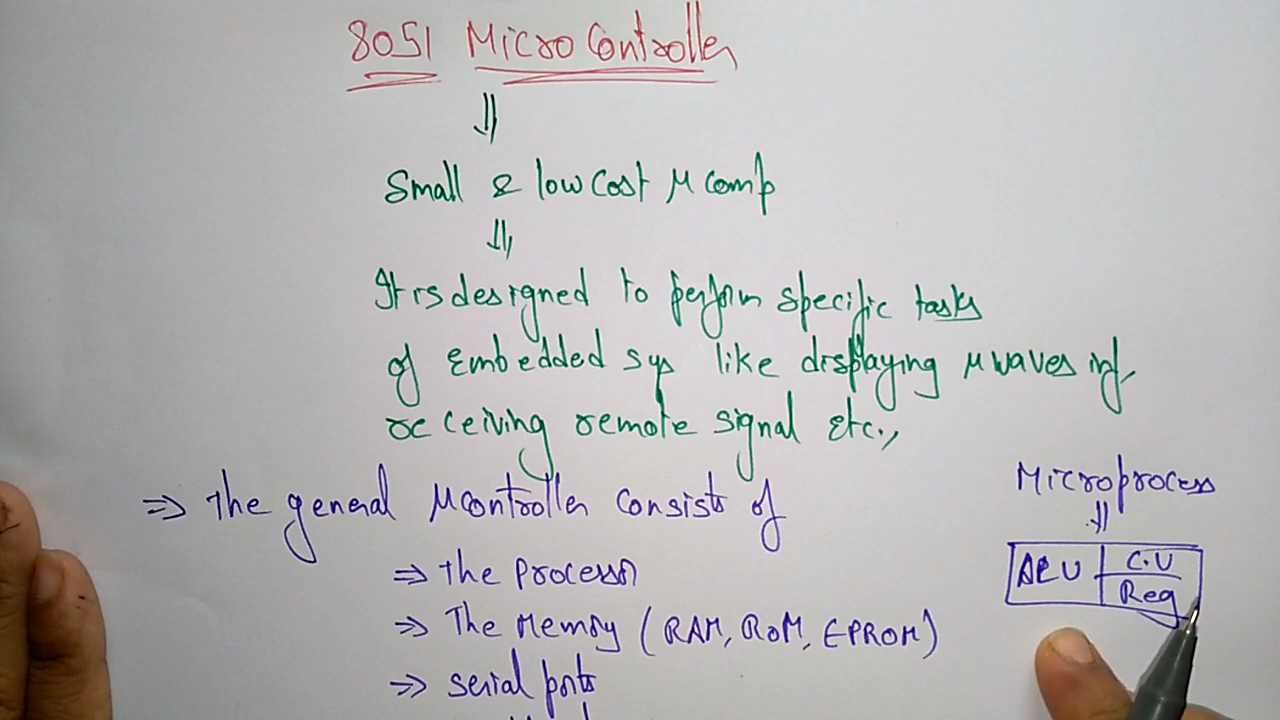 8051 Micro Controller
Small & low Cost μ comp
It is designed to perform specific tasks
of Embedded sys like displaying μ waves inf,
receiving remote signal Etc.,
⇒ The general μcontroller consists of
⇒ The Processor
⇒ The Memory (RAM, ROM, EPROM)
⇒ serial ports
Microprocess
ALU C.U
Reg